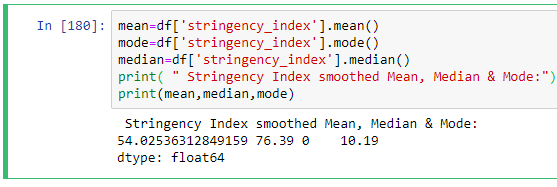 In [180]: mean=df['stringency_index'].mean()
mode=df['stringency_index'].mode()
median=df['stringency_index'].median()
print( " Stringency Index smoothed Mean, Median & Mode:")
print(mean,median,mode)
Stringency Index smoothed Mean, Median & Mode:
54.02536312849159 76.39 0    10.19
dtype: float64